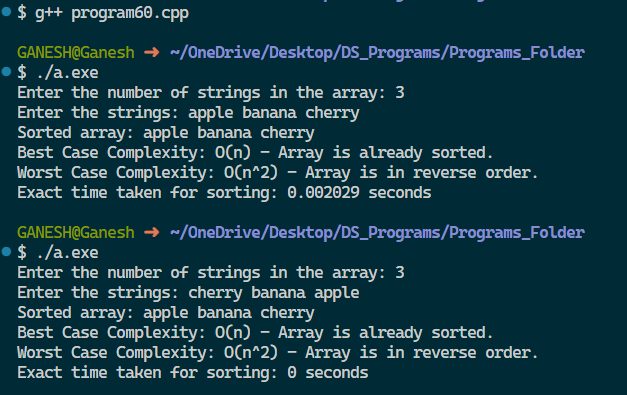 $ g++ program60.cpp
GANESH@Ganesh ➜ ~/OneDrive/Desktop/DS_Programs/Programs_Folder
$ ./a.exe
Enter the number of strings in the array: 3
Enter the strings: apple banana cherry
Sorted array: apple banana cherry
Best Case Complexity: O(n) - Array is already sorted.
Worst Case Complexity: O(n^2) - Array is in reverse order.
Exact time taken for sorting: 0.002029 seconds
GANESH@Ganesh ➜ ~/OneDrive/Desktop/DS_Programs/Programs_Folder
$ ./a.exe
Enter the number of strings in the array: 3
Enter the strings: cherry banana apple
Sorted array: apple banana cherry
Best Case Complexity: O(n) - Array is already sorted.
Worst Case Complexity: O(n^2) - Array is in reverse order.
Exact time taken for sorting: 0 seconds